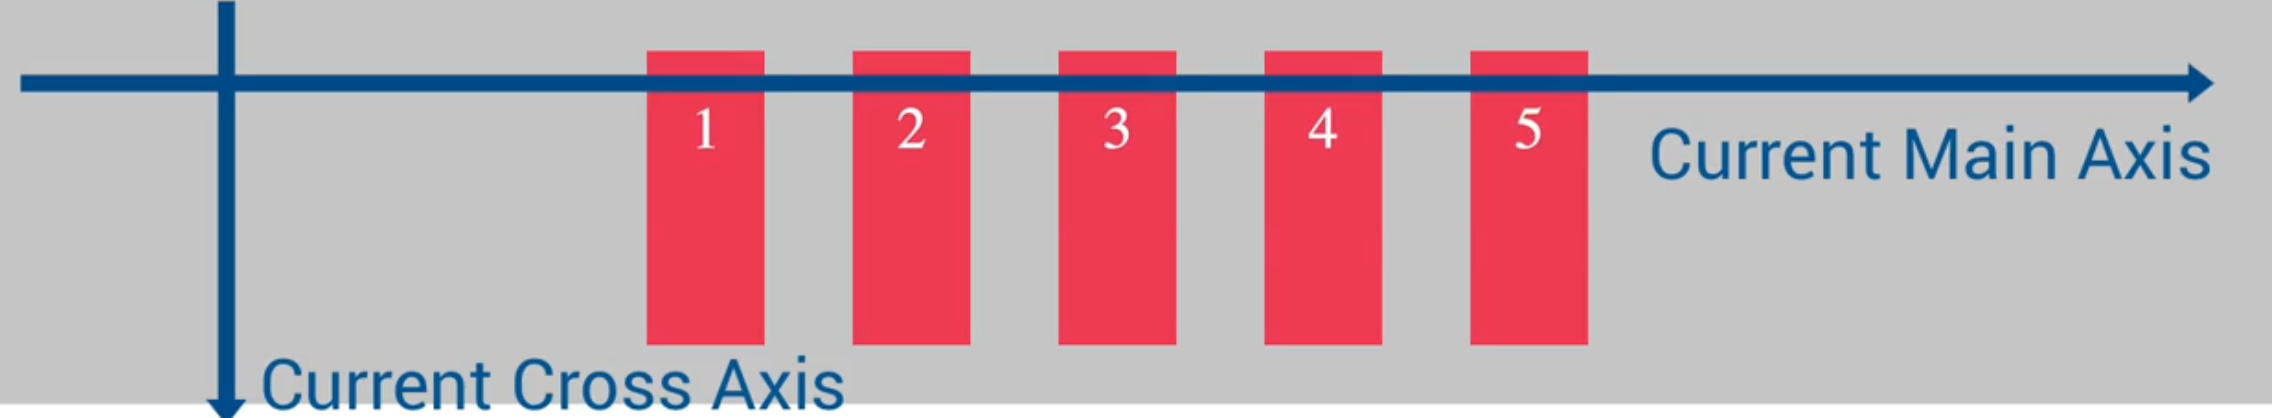 1 2 3 4 5
Current Main Axis
Current Cross Axis